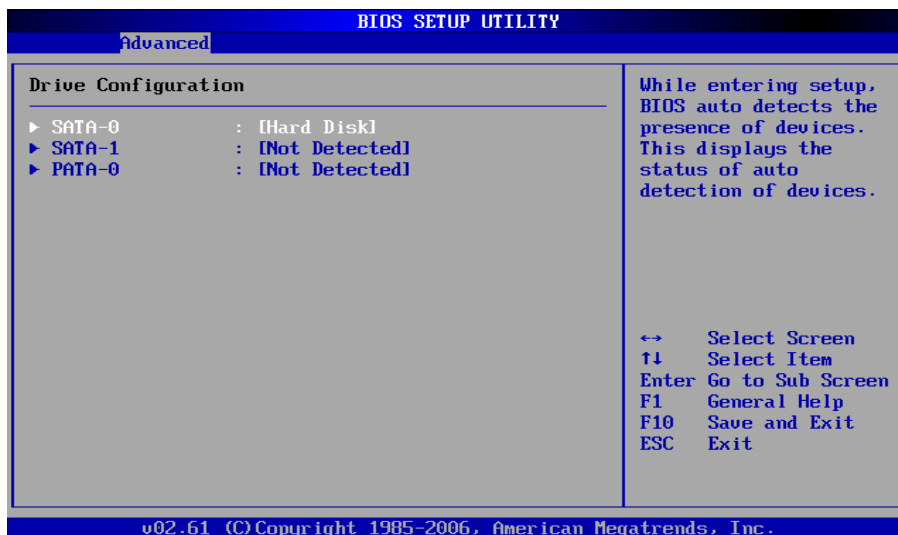 BIOS SETUP UTILITY
Advanced
Drive Configuration
► SATA-0 : [Hard Disk]
► SATA-1 : [Not Detected]
► PATA-0 : [Not Detected]
While entering setup,
BIOS auto detects the
presence of devices.
This displays the
status of auto
detection of devices.
↔ Select Screen
↑↓ Select Item
Enter Go to Sub Screen
F1 General Help
F10 Save and Exit
ESC Exit
v02.61 (C)Copyright 1985-2006, American Megatrends, Inc.